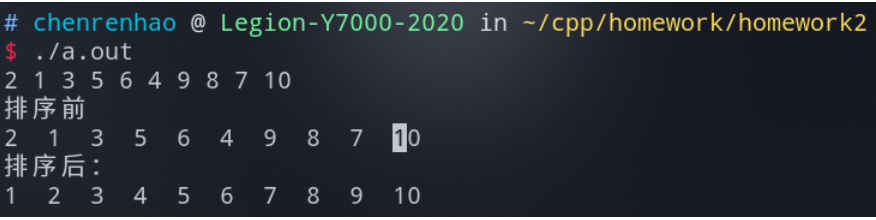 # chenrenhao @ Legion-Y7000-2020 in ~/cpp/homework/homework2
$ ./a.out
2 1 3 5 6 4 9 8 7 10
排序前
2  1  3  5  6  4  9  8  7  10
排序后：
1  2  3  4  5  6  7  8  9  10